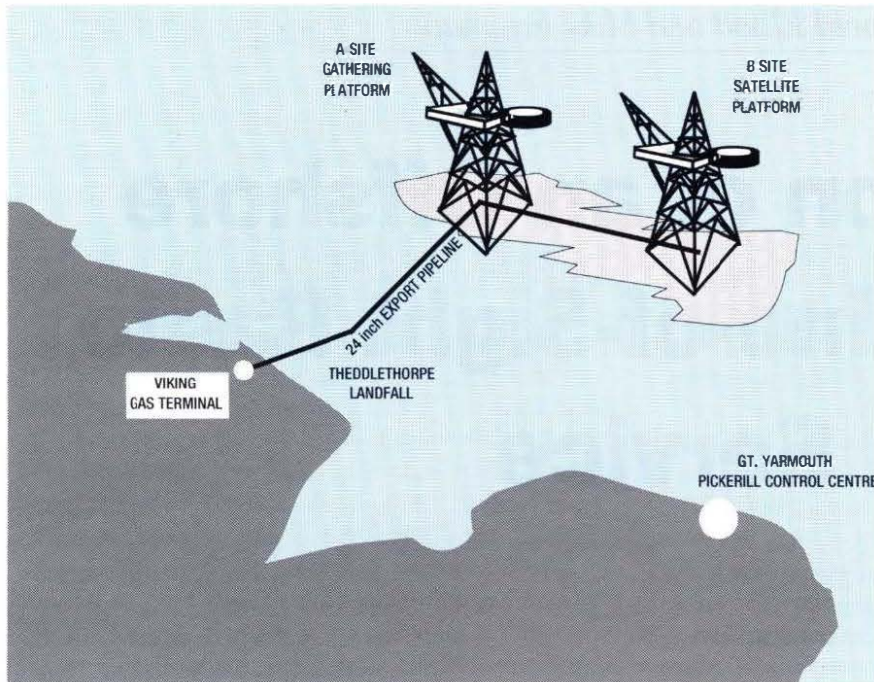 A SITE
GATHERING
PLATFORM
B SITE
SATELLITE
PLATFORM
24 inch EXPORT PIPELINE
THEDDLETHORPE
LANDFALL
VIKING
GAS TERMINAL
GT. YARMOUTH
PICKERILL CONTROL CENTRE